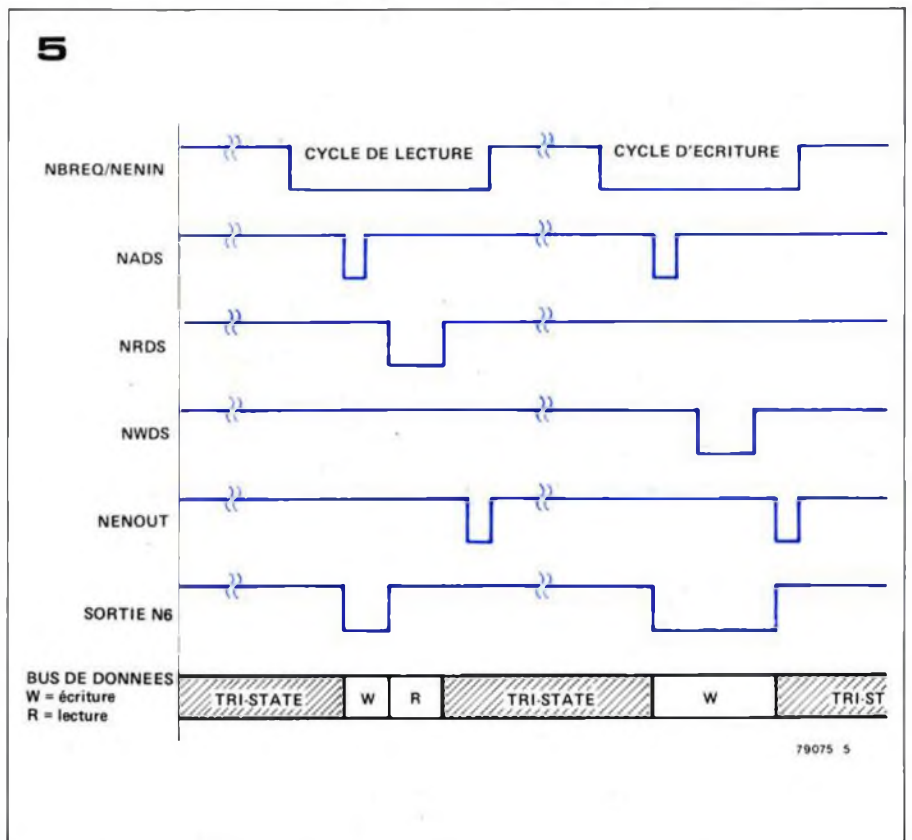 5
CYCLE DE LECTURE
CYCLE D'ECRITURE
NBREQ/NENIN
NADS
NRDS
NWDS
NENOUT
SORTIE N6
BUS DE DONNEES
W = écriture
R = lecture
TRI-STATE W R TRI-STATE W TRI-ST
79075 5